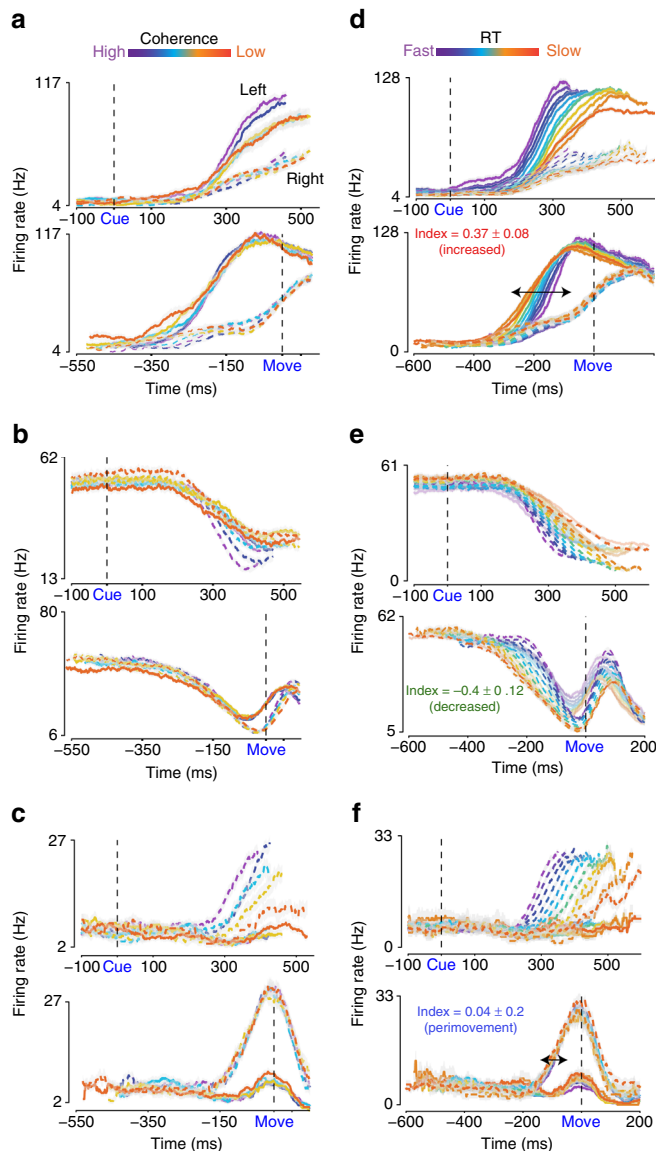 a
Coherence
High Low
117
Left
Right
Firing rate (Hz)
4
−100 Cue 100 300 500
117
4
−550 −350 −150 Move
Time (ms)
d
RT
Fast Slow
128
Firing rate (Hz)
4
−100 Cue 100 300 500
128
Index = 0.37 ± 0.08
(increased)
0
−600 −400 −200 Move
Time (ms)
b
62
Firing rate (Hz)
13
−100 Cue 100 300 500
80
6
−550 −350 −150 Move
Time (ms)
e
61
Firing rate (Hz)
0
−100 Cue 100 300 500
62
Index = −0.4 ± 0 .12
(decreased)
5
−600 −400 −200 Move 200
Time (ms)
c
27
Firing rate (Hz)
2
−100 Cue 100 300 500
27
2
−550 −350 −150 Move
Time (ms)
f
33
Firing rate (Hz)
0
−100 Cue 100 300 500
33
Index = 0.04 ± 0.2
(perimovement)
0
−600 −400 −200 Move 200
Time (ms)